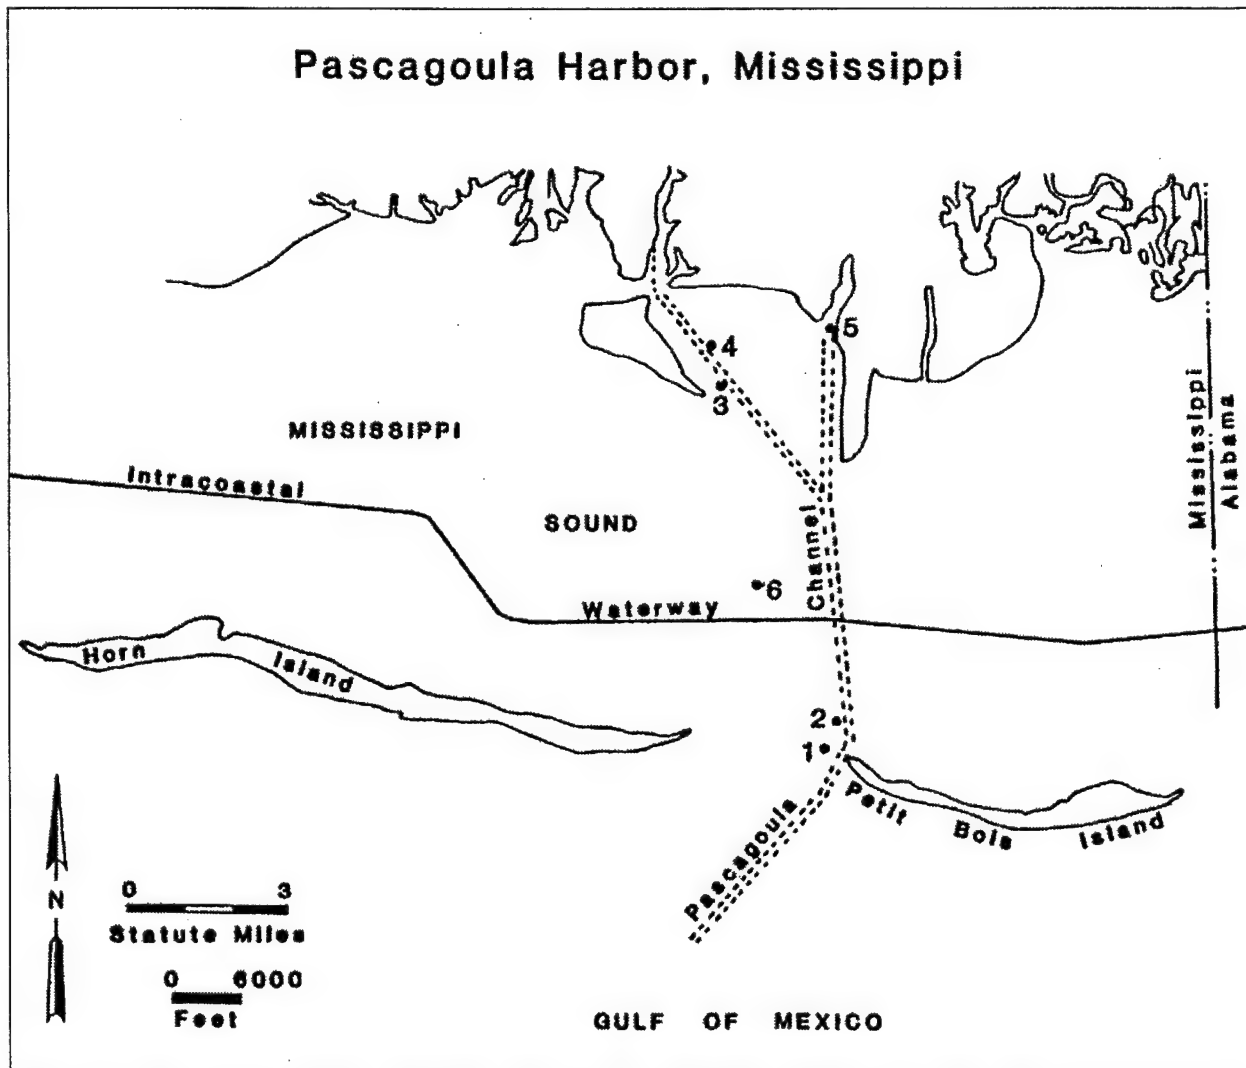 Pascagoula Harbor, Mississippi
5
4
3
MISSISSIPPI
Mississippi
Alabama
Intracoastal
SOUND
Channel
6
Waterway
Horn Island
2
1
Petit Bois Island
Pascagoula
N
0 3
Statute Miles
0 6000
Feet
GULF OF MEXICO